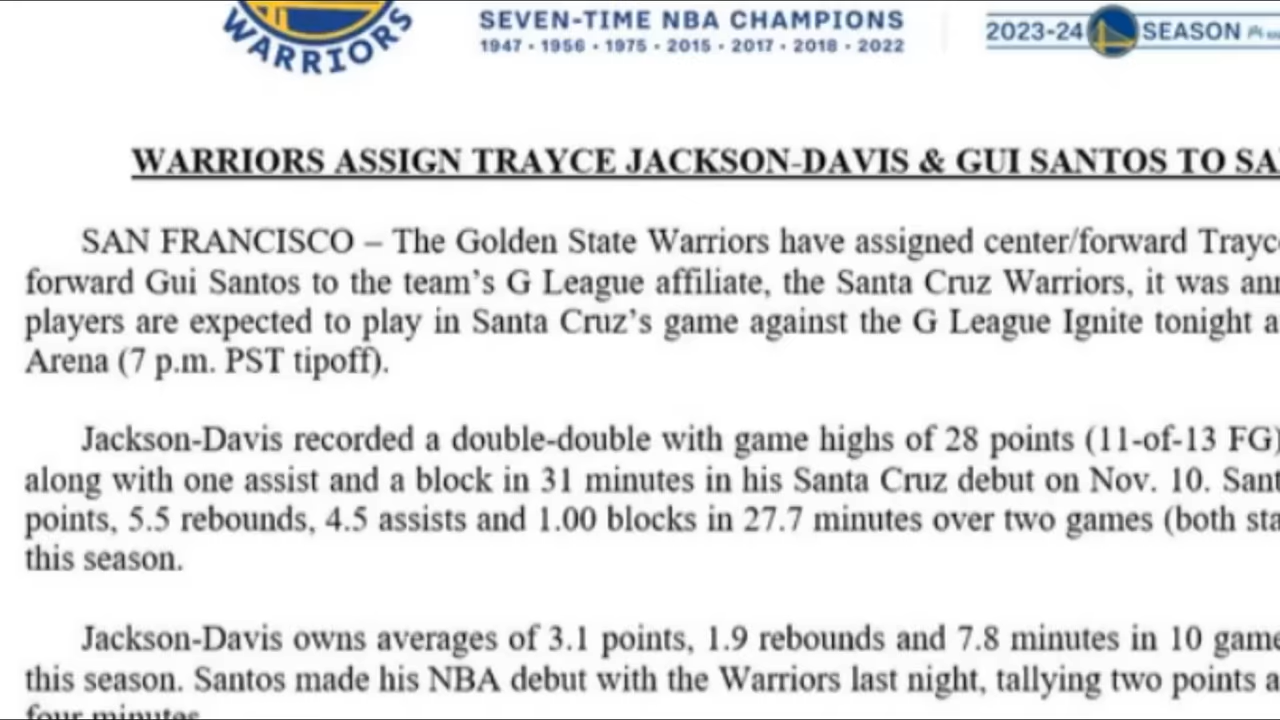 WARRIORS
SEVEN-TIME NBA CHAMPIONS
1947 · 1956 · 1975 · 2015 · 2017 · 2018 · 2022
2023-24 SEASON
WARRIORS ASSIGN TRAYCE JACKSON-DAVIS & GUI SANTOS TO SA
SAN FRANCISCO – The Golden State Warriors have assigned center/forward Trayc
forward Gui Santos to the team’s G League affiliate, the Santa Cruz Warriors, it was ann
players are expected to play in Santa Cruz’s game against the G League Ignite tonight a
Arena (7 p.m. PST tipoff).
Jackson-Davis recorded a double-double with game highs of 28 points (11-of-13 FG)
along with one assist and a block in 31 minutes in his Santa Cruz debut on Nov. 10. Sant
points, 5.5 rebounds, 4.5 assists and 1.00 blocks in 27.7 minutes over two games (both sta
this season.
Jackson-Davis owns averages of 3.1 points, 1.9 rebounds and 7.8 minutes in 10 game
this season. Santos made his NBA debut with the Warriors last night, tallying two points a
four minutes.